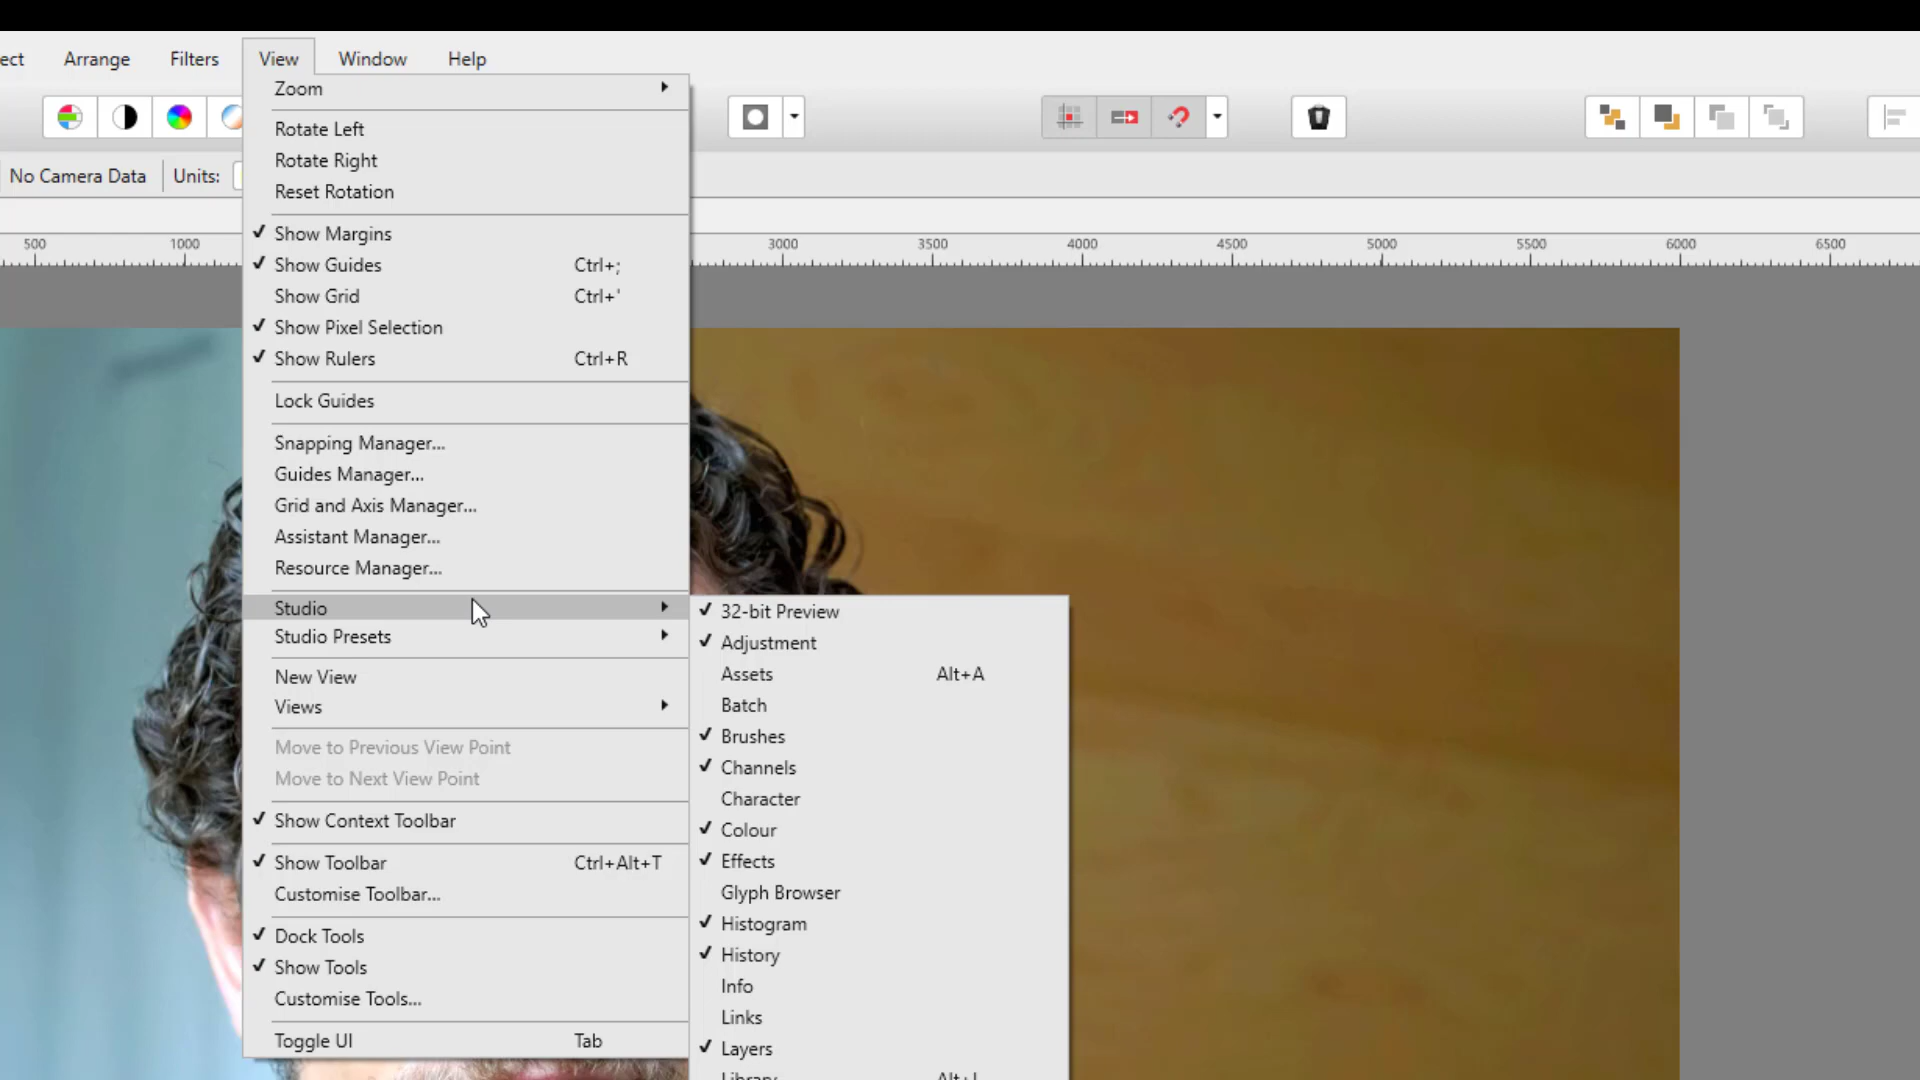 ect Arrange Filters View Window Help
No Camera Data Units:
500 1000 3000 3500 4000 4500 5000 5500 6000 6500
Zoom
Rotate Left
Rotate Right
Reset Rotation
Show Margins
Show Guides Ctrl+;
Show Grid Ctrl+'
Show Pixel Selection
Show Rulers Ctrl+R
Lock Guides
Snapping Manager...
Guides Manager...
Grid and Axis Manager...
Assistant Manager...
Resource Manager...
Studio
Studio Presets
New View
Views
Move to Previous View Point
Move to Next View Point
Show Context Toolbar
Show Toolbar Ctrl+Alt+T
Customise Toolbar...
Dock Tools
Show Tools
Customise Tools...
Toggle UI Tab
32-bit Preview
Adjustment
Assets Alt+A
Batch
Brushes
Channels
Character
Colour
Effects
Glyph Browser
Histogram
History
Info
Links
Layers
Library